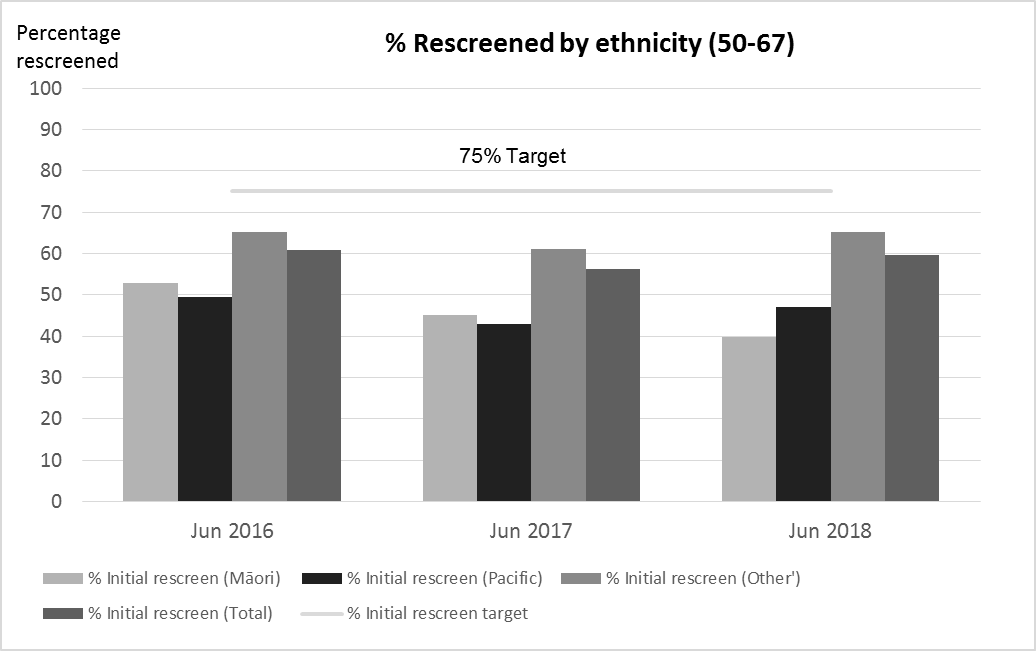 Percentage
rescreened
% Rescreened by ethnicity (50-67)
100
90
80
75% Target
70
60
50
40
30
20
10
0
Jun 2016 Jun 2017 Jun 2018
% Initial rescreen (Māori) % Initial rescreen (Pacific) % Initial rescreen (Other')
% Initial rescreen (Total) % Initial rescreen target